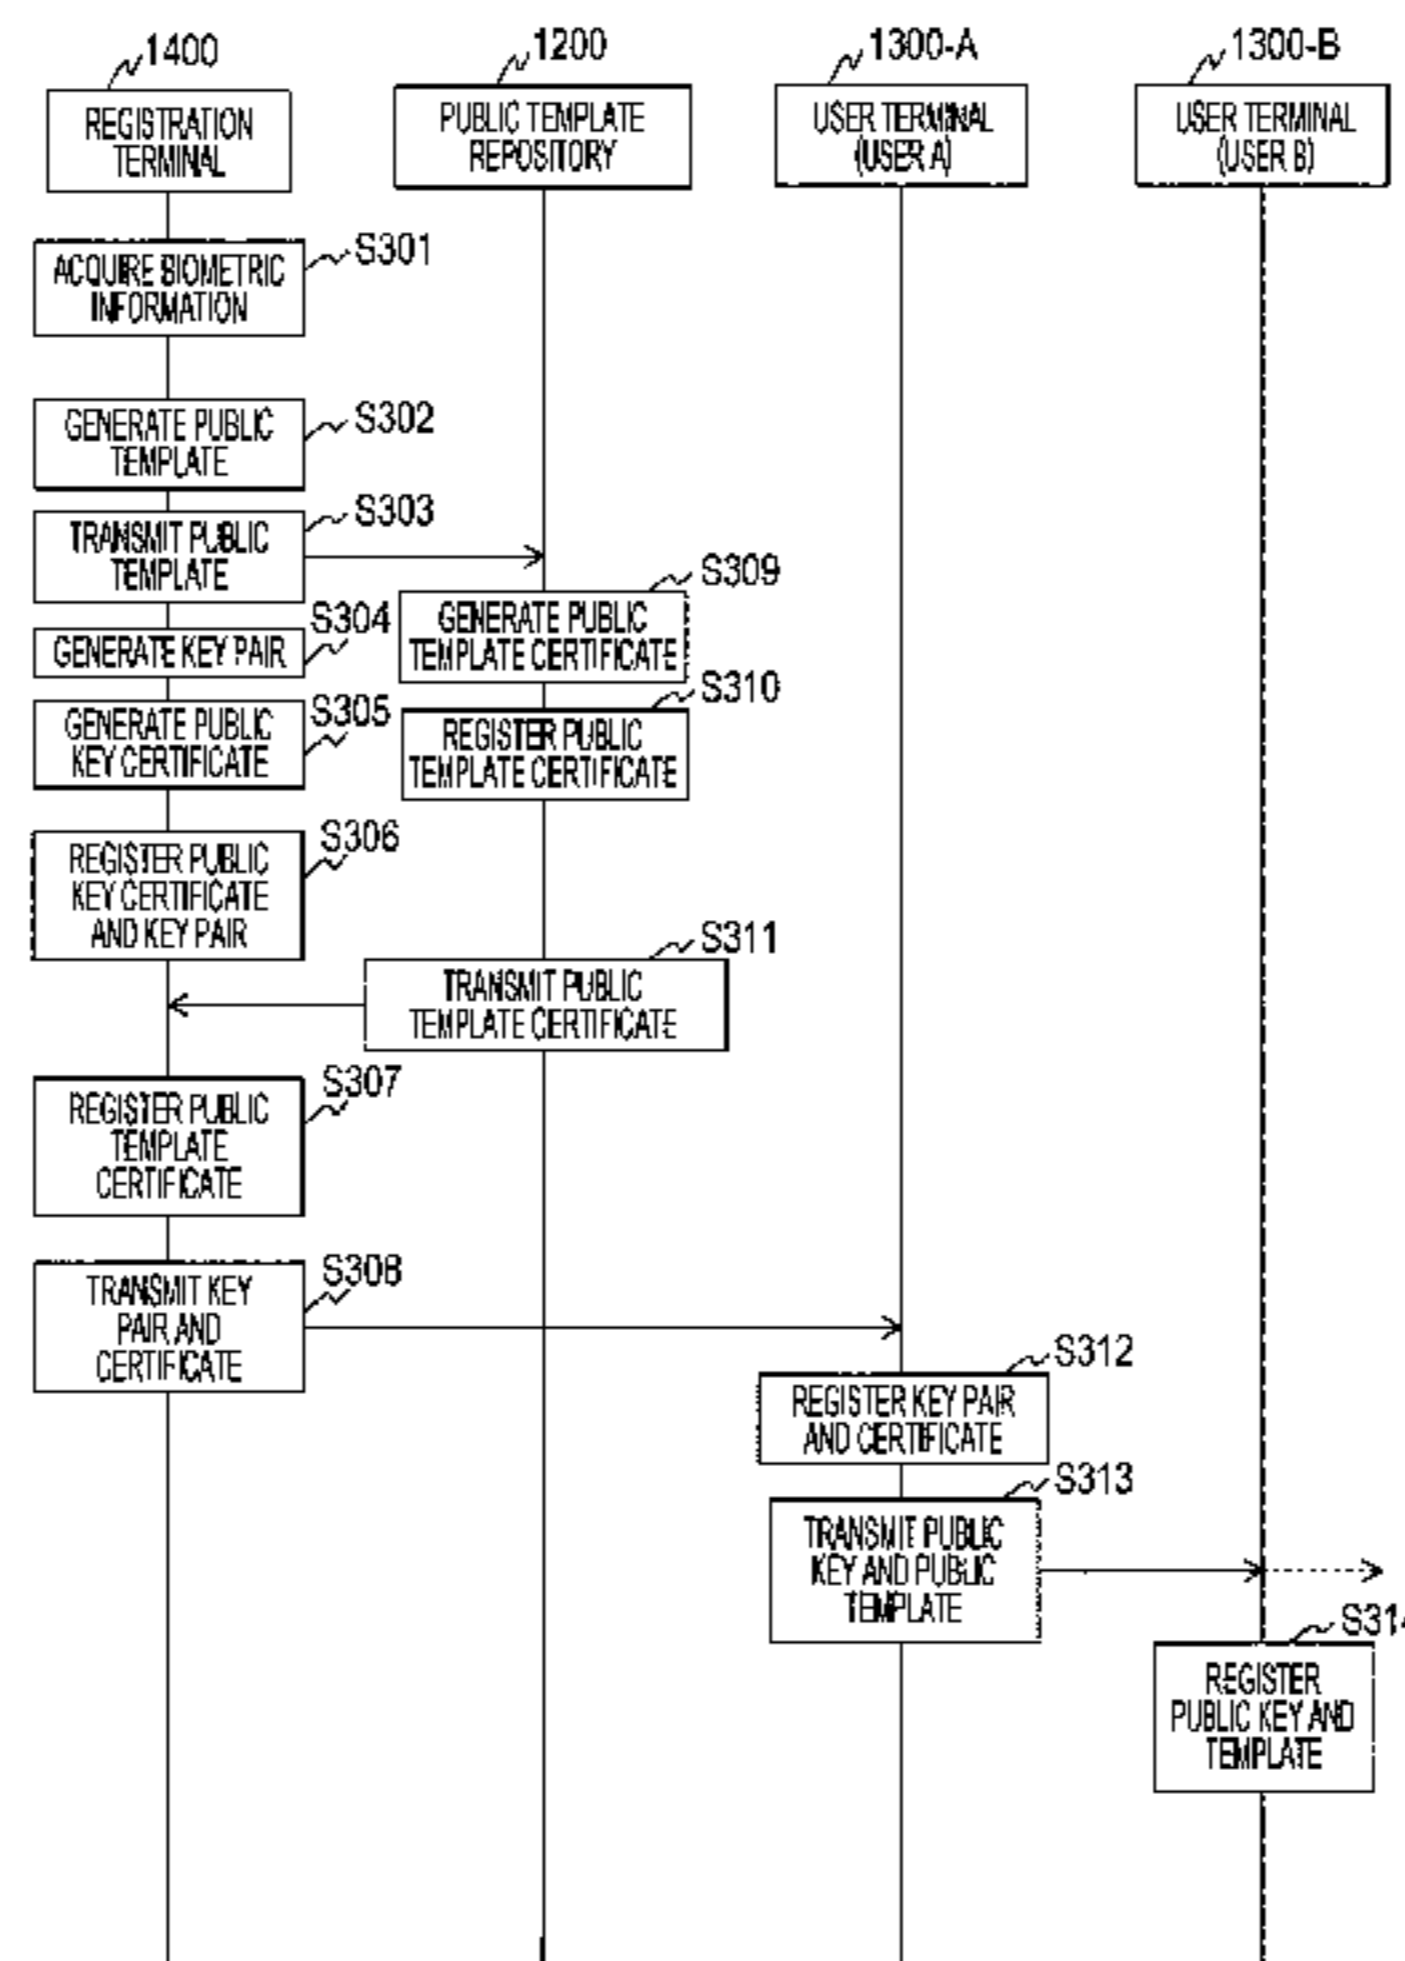 1400
1200
1300-A
1300-B
REGISTRATION
TERMINAL
PUBLIC TEMPLATE
REPOSITORY
USER TERMINAL
(USER A)
USER TERMINAL
(USER B)
S301
ACQUIRE BIOMETRIC
INFORMATION
S302
GENERATE PUBLIC
TEMPLATE
S303
TRANSMIT PUBLIC
TEMPLATE
S309
GENERATE PUBLIC
TEMPLATE CERTIFICATE
S304
GENERATE KEY PAIR
S310
REGISTER PUBLIC
TEMPLATE CERTIFICATE
S305
GENERATE PUBLIC
KEY CERTIFICATE
S306
REGISTER PUBLIC
KEY CERTIFICATE
AND KEY PAIR
S311
TRANSMIT PUBLIC
TEMPLATE CERTIFICATE
S307
REGISTER PUBLIC
TEMPLATE
CERTIFICATE
S308
TRANSMIT KEY
PAIR AND
CERTIFICATE
S312
REGISTER KEY PAIR
AND CERTIFICATE
S313
TRANSMIT PUBLIC
KEY AND PUBLIC
TEMPLATE
S314
REGISTER
PUBLIC KEY AND
TEMPLATE